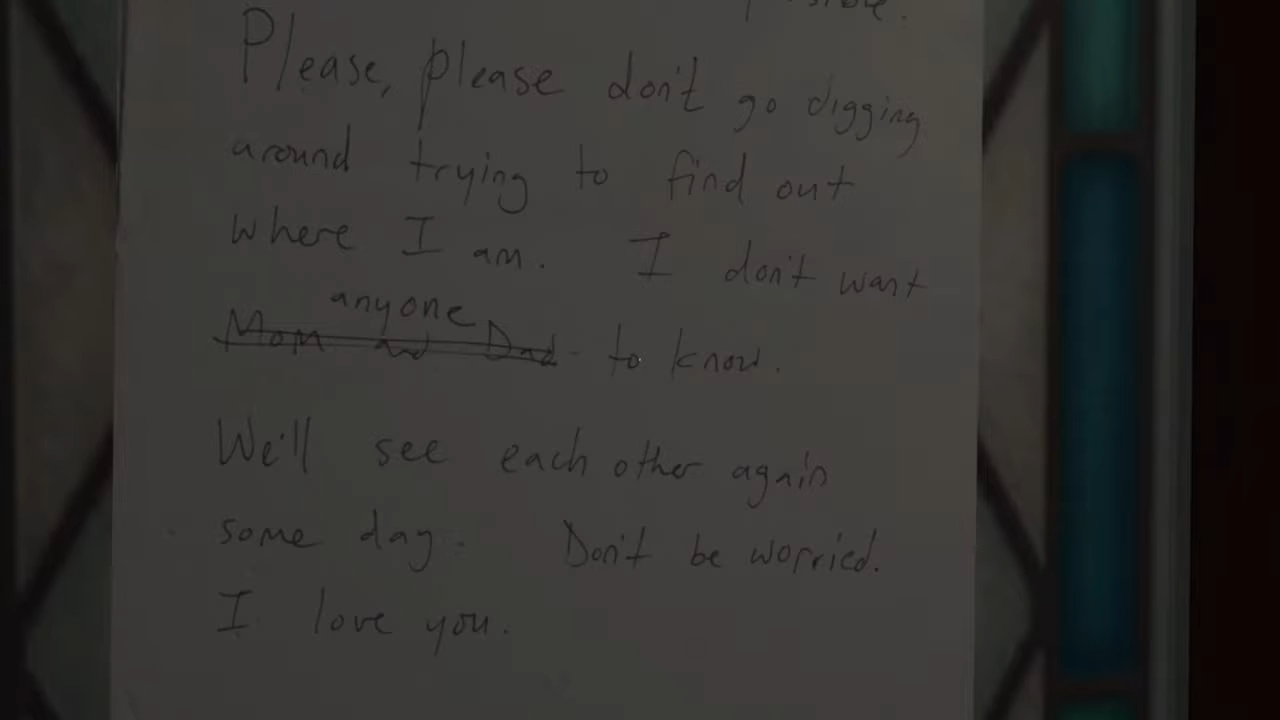 Please, please don't go digging
around trying to find out
where I am. I don't want
anyone
Mom and Dad to know.
We'll see each other again
some day. Don't be worried.
I love you.